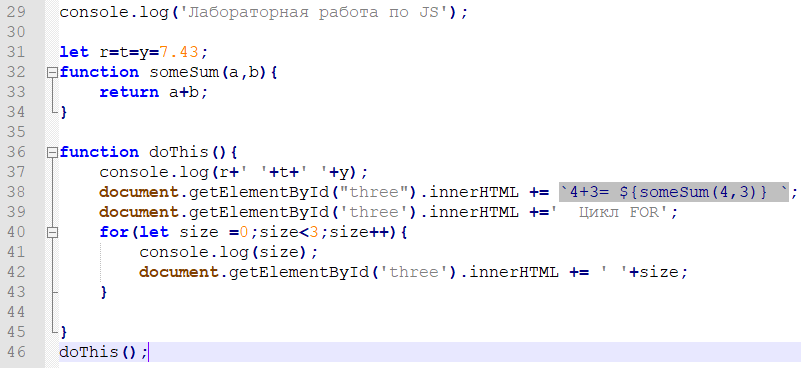 29 console.log('Лабораторная работа по JS');
30
31 let r=t=y=7.43;
32 function someSum(a,b){
33     return a+b;
34 }
35
36 function doThis(){
37     console.log(r+' '+t+' '+y);
38     document.getElementById("three").innerHTML += `4+3= ${someSum(4,3)} `;
39     document.getElementById('three').innerHTML +='  Цикл FOR';
40     for(let size =0;size<3;size++){
41         console.log(size);
42         document.getElementById('three').innerHTML += ' '+size;
43     }
44
45 }
46 doThis();